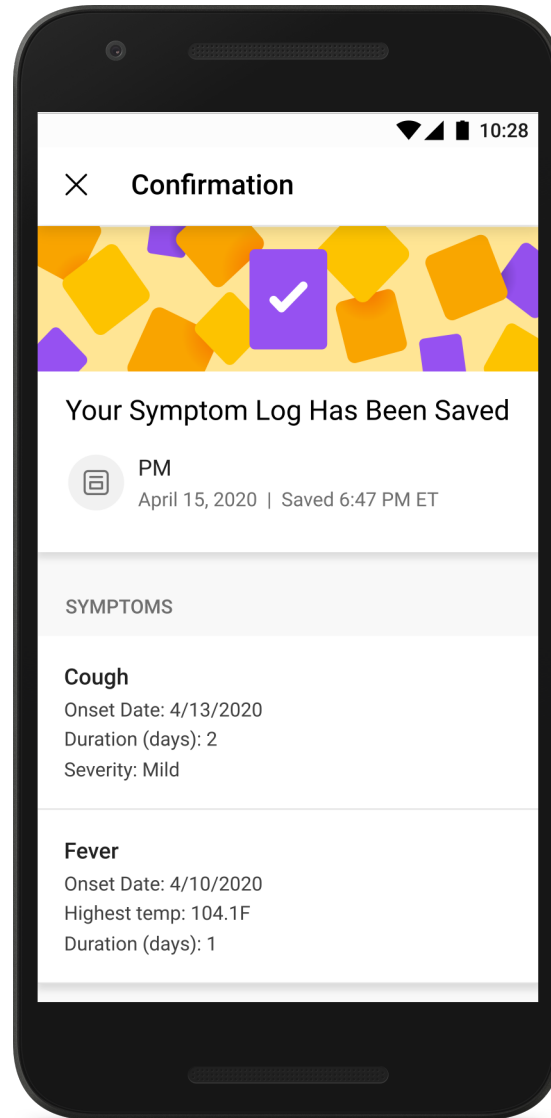 10:28
Confirmation
Your Symptom Log Has Been Saved
PM
April 15, 2020 | Saved 6:47 PM ET
SYMPTOMS
Cough
Onset Date: 4/13/2020
Duration (days): 2
Severity: Mild
Fever
Onset Date: 4/10/2020
Highest temp: 104.1F
Duration (days): 1